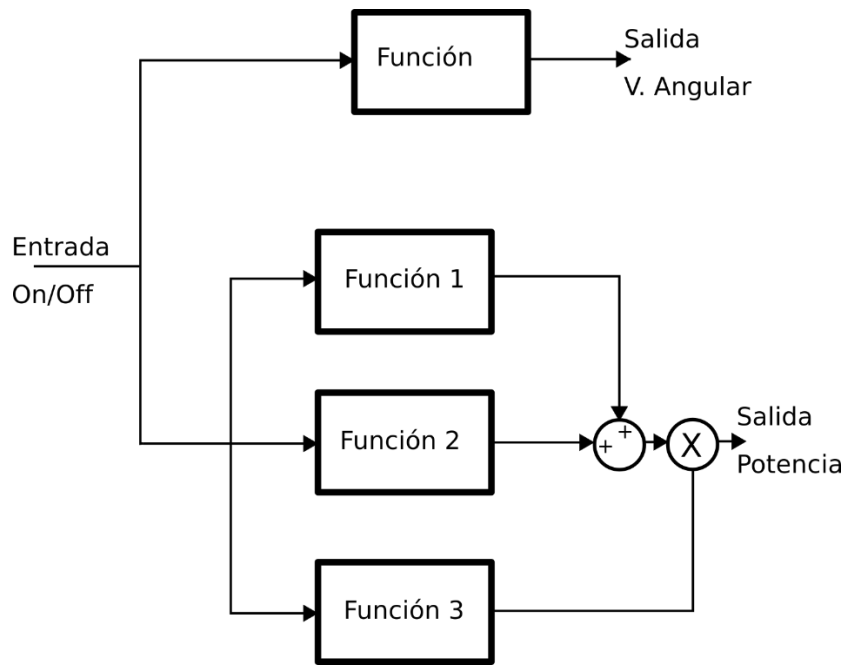 Función
Salida
V. Angular
Entrada
On/Off
Función 1
Función 2
+
+
X
Salida
Potencia
Función 3